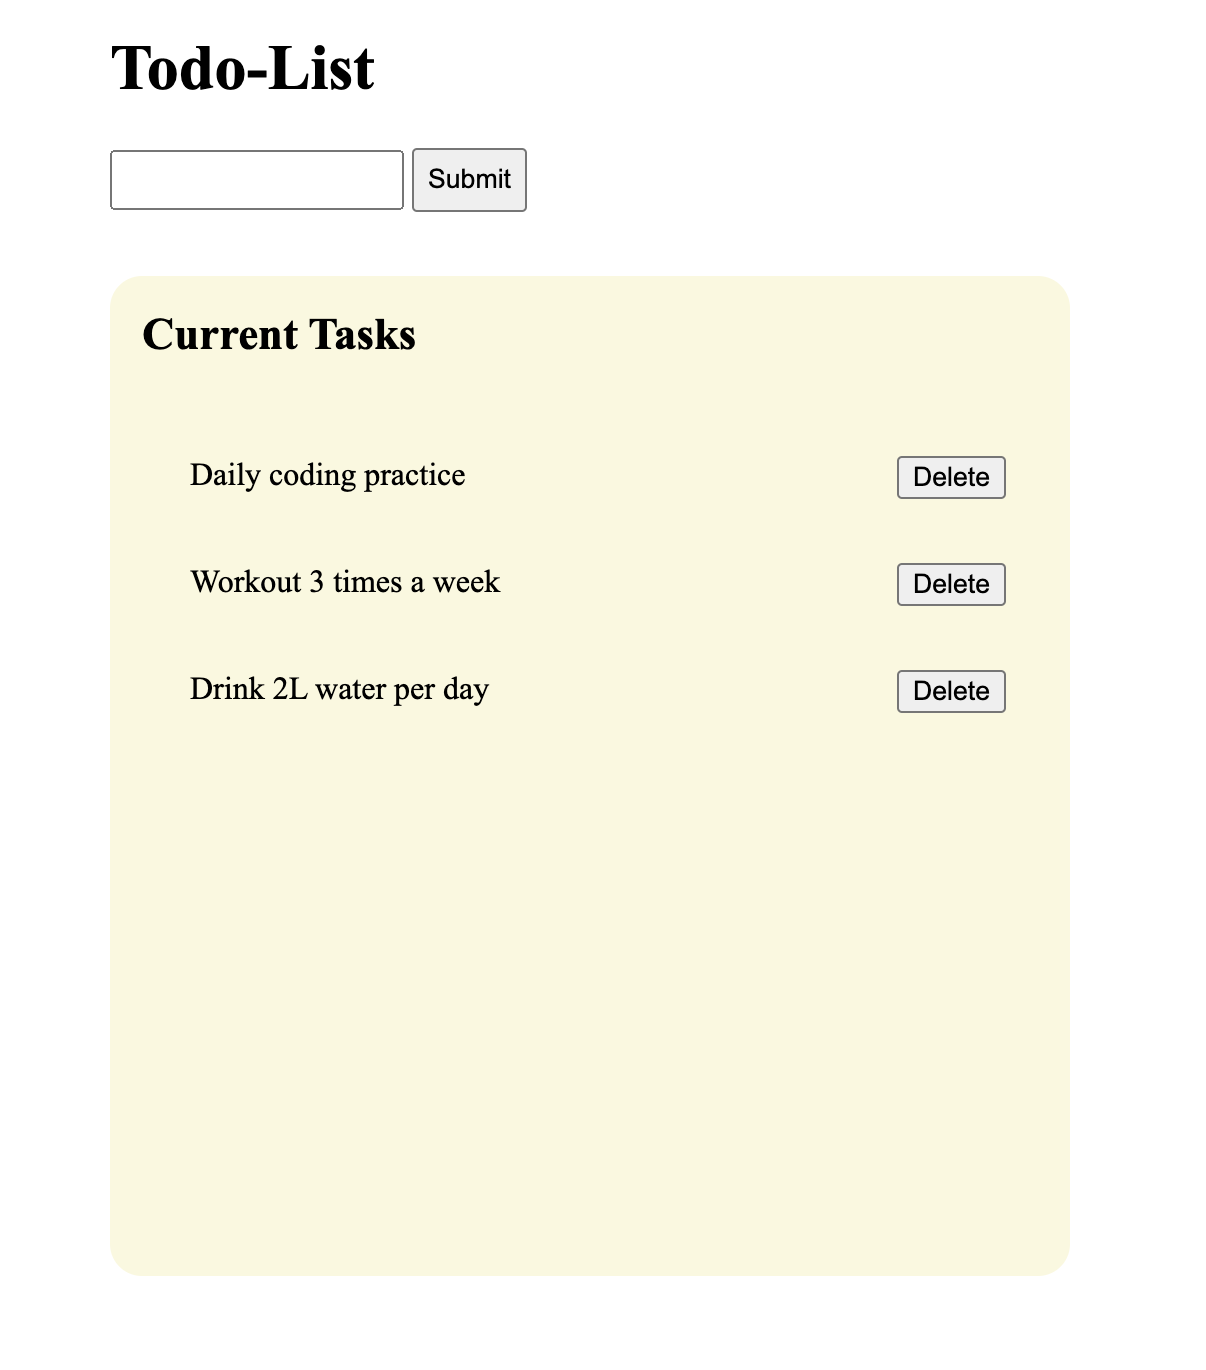 Todo-List
Submit
Current Tasks
Daily coding practice Delete
Workout 3 times a week Delete
Drink 2L water per day Delete